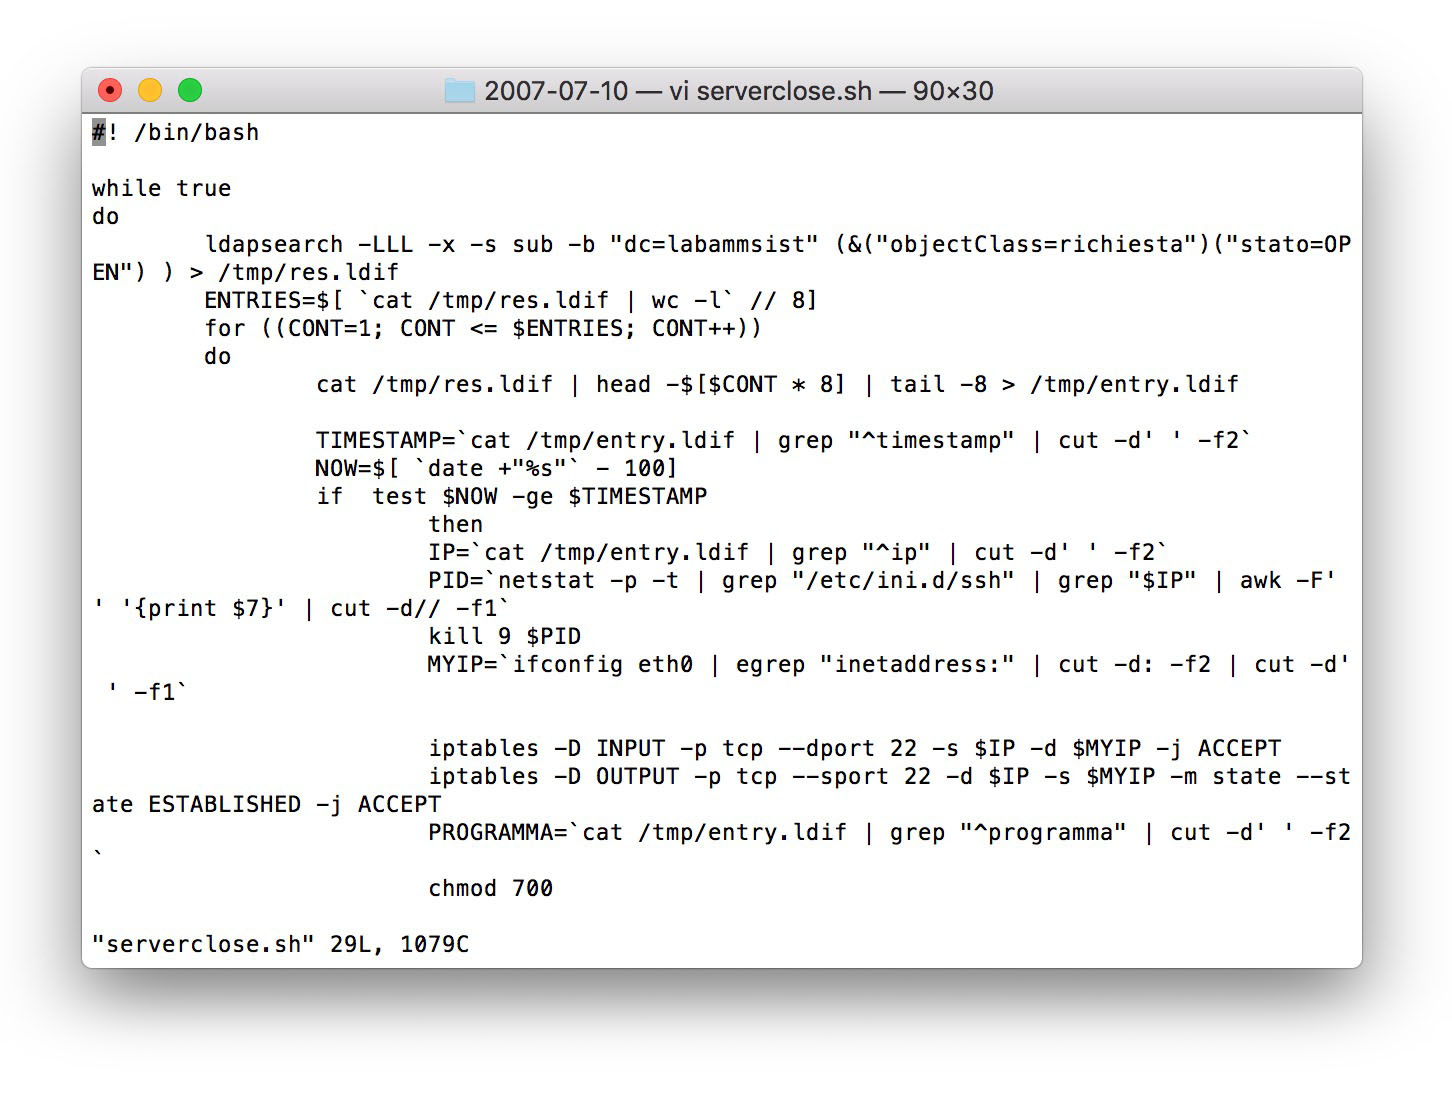 2007-07-10 — vi serverclose.sh — 90×30
#! /bin/bash
while true
do
ldapsearch -LLL -x -s sub -b "dc=labammsist" (&("objectClass=richiesta")("stato=OP
EN") ) > /tmp/res.ldif
ENTRIES=$[ `cat /tmp/res.ldif | wc -l` // 8]
for ((CONT=1; CONT <= $ENTRIES; CONT++))
do
cat /tmp/res.ldif | head -$[$CONT * 8] | tail -8 > /tmp/entry.ldif
TIMESTAMP=`cat /tmp/entry.ldif | grep "^timestamp" | cut -d' ' -f2`
NOW=$[ `date +"%s"` - 100]
if  test $NOW -ge $TIMESTAMP
then
IP=`cat /tmp/entry.ldif | grep "^ip" | cut -d' ' -f2`
PID=`netstat -p -t | grep "/etc/ini.d/ssh" | grep "$IP" | awk -F'
' '{print $7}' | cut -d// -f1`
kill 9 $PID
MYIP=`ifconfig eth0 | egrep "inetaddress:" | cut -d: -f2 | cut -d'
' -f1`
iptables -D INPUT -p tcp --dport 22 -s $IP -d $MYIP -j ACCEPT
iptables -D OUTPUT -p tcp --sport 22 -d $IP -s $MYIP -m state --st
ate ESTABLISHED -j ACCEPT
PROGRAMMA=`cat /tmp/entry.ldif | grep "^programma" | cut -d' ' -f2
`
chmod 700
"serverclose.sh" 29L, 1079C